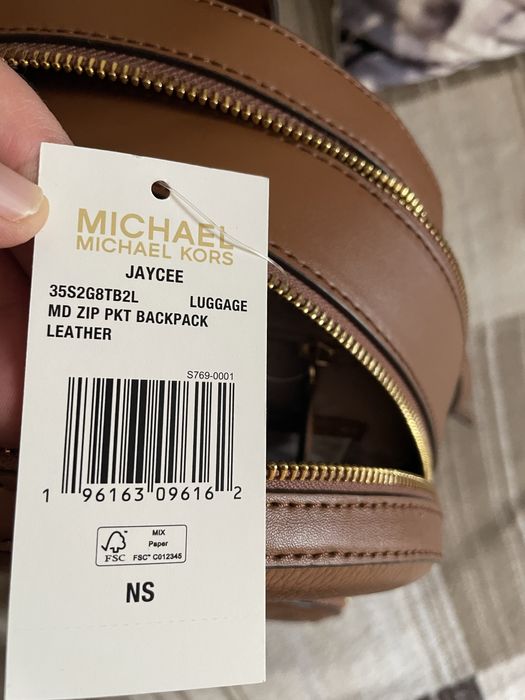 MICHAEL
MICHAEL KORS
JAYCEE
35S2G8TB2L LUGGAGE
MD ZIP PKT BACKPACK
LEATHER
S769-0001
1 96163 09616 2
FSC
MIX
Paper
FSC™ C012345
NS